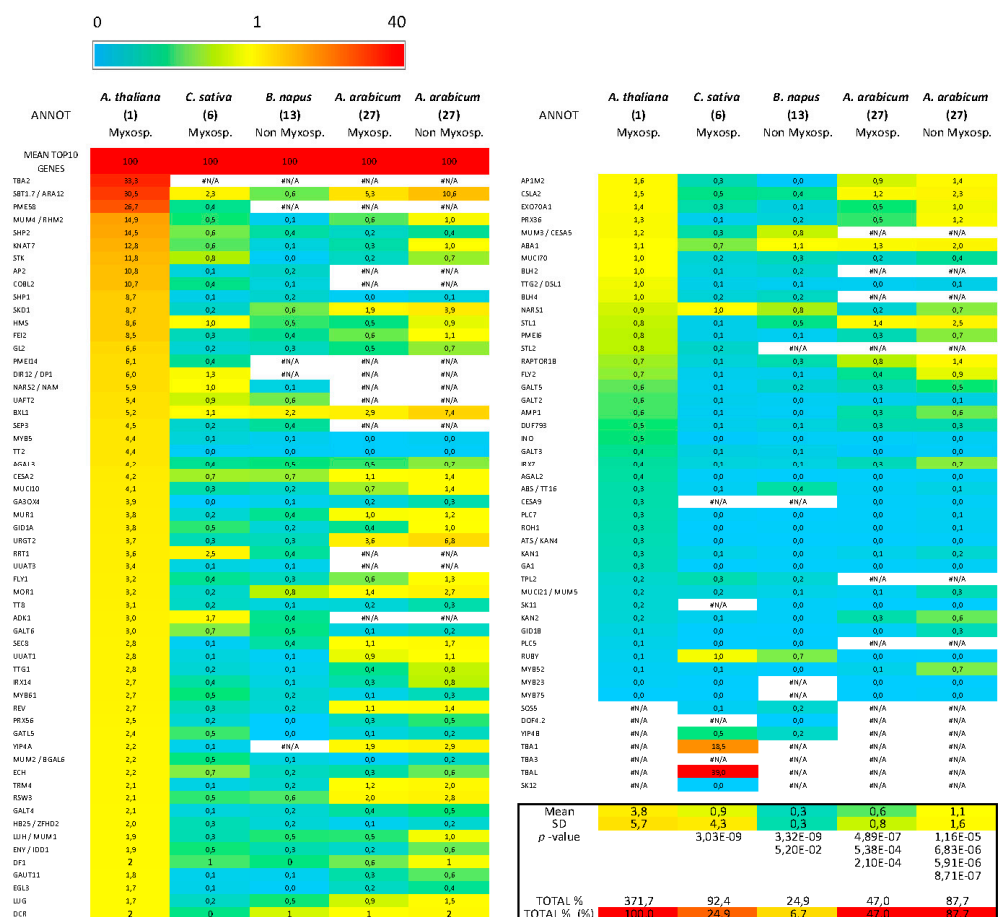 0 1 40
A. thaliana C. sativa B. napus A. arabicum A. arabicum
ANNOT (1) (6) (13) (27) (27)
Myxosp. Myxosp. Non Myxosp. Myxosp. Non Myxosp.
MEAN TOP10 GENES 100 100 100 100 100
TBA2 33,3 #N/A #N/A #N/A #N/A
SBT1.7 / ARA12 30,5 2,3 0,6 5,3 10,6
PME58 26,7 0,4 #N/A #N/A #N/A
MUM4 / RHM2 14,9 0,5 0,1 0,6 1,0
SHP2 14,5 0,6 0,2 0,2 0,4
KNAT7 12,8 0,6 0,1 0,3 1,0
STK 11,8 0,8 0,0 0,2 0,7
AP2 10,8 0,1 0,2 #N/A #N/A
COBL2 10,7 0,4 0,1 #N/A #N/A
SHP1 8,7 0,1 0,2 0,0 0,1
SKD1 8,7 0,2 0,6 1,9 3,9
HMS 8,6 1,0 0,5 0,5 0,9
FEI2 8,5 0,3 0,4 0,6 1,1
GL2 6,6 0,2 0,3 0,5 0,7
PMEI14 6,1 0,4 #N/A #N/A #N/A
DIR12 / DP1 6,0 1,3 #N/A #N/A #N/A
NARS2 / NAM 5,9 1,0 0,1 #N/A #N/A
UAFT2 5,4 0,9 0,6 #N/A #N/A
BXL1 5,2 1,1 2,2 2,9 7,4
SEP3 4,5 0,2 0,4 #N/A 0,0
MYB5 4,4 0,1 0,1 0,0 0,0
TT2 4,4 0,0 0,0 0,0 0,0
AGAL3 4,2 0,4 0,5 0,5 0,7
CESA2 4,2 0,7 0,7 1,1 1,4
MUCI10 4,1 0,3 0,2 0,7 1,4
GA3OX4 3,9 0,0 0,1 0,2 0,3
MUR1 3,8 0,2 0,4 1,0 1,2
GID1A 3,8 0,5 0,2 0,4 1,0
URGT2 3,7 0,3 0,3 3,6 6,8
RRT1 3,6 2,5 0,4 #N/A #N/A
UUAT3 3,4 0,1 0,1 #N/A #N/A
FLY1 3,2 0,4 0,3 0,6 1,3
MOR1 3,2 0,2 0,8 1,4 2,7
TT8 3,1 0,2 0,1 0,2 0,3
ADK1 3,0 1,7 0,4 #N/A #N/A
GALT6 3,0 0,7 0,5 0,1 0,2
SEC8 2,8 0,1 0,4 1,1 1,7
UUAT1 2,8 0,1 0,1 0,9 1,1
TTG1 2,8 0,2 0,1 0,4 0,8
IRX14 2,7 0,4 0,1 0,3 0,8
MYB61 2,7 0,5 0,2 0,1 0,3
REV 2,7 0,3 0,2 1,1 1,4
PRX56 2,5 0,2 0,0 0,3 0,5
GATL5 2,4 0,5 0,1 0,0 0,2
YIP4A 2,2 0,1 #N/A 1,9 2,9
MUM2 / BGAL6 2,2 0,5 0,1 0,0 0,3
ECH 2,2 0,7 0,2 0,3 0,6
TRM4 2,1 0,1 0,2 1,2 2,0
RSW3 2,1 0,5 0,6 2,0 2,8
GALT4 2,1 0,1 0,2 0,4 0,5
HB25 / ZFHD2 2,0 0,3 0,2 0,1 0,2
LUH / MUM1 1,9 0,3 0,5 0,5 1,0
ENY / IDD1 1,9 0,5 0,3 0,2 0,3
DF1 2 1 0 0,6 1
GAUT11 1,8 0,1 0,1 0,3 0,6
EGL3 1,7 0,1 0,0 0,2 0,4
LUG 1,7 0,2 0,5 0,9 1,5
DCR 2 0 1 1 2
A. thaliana C. sativa B. napus A. arabicum A. arabicum
ANNOT (1) (6) (13) (27) (27)
Myxosp. Myxosp. Non Myxosp. Myxosp. Non Myxosp.
AP1M2 1,6 0,3 0,0 0,9 1,4
CSLA2 1,5 0,5 0,4 1,2 2,3
EXO70A1 1,4 0,3 0,1 0,5 1,0
PRX36 1,3 0,1 0,2 0,5 1,2
MUM3 / CESA5 1,2 0,3 0,8 #N/A #N/A
ABA1 1,1 0,7 1,1 1,3 2,0
MUCI70 1,0 0,1 0,2 0,2 0,4
BLH2 1,0 0,1 0,3 #N/A #N/A
TTG2 / DSL1 1,0 0,1 0,1 0,0 0,1
BLH4 1,0 0,2 0,2 #N/A #N/A
NARS1 0,9 1,0 0,8 0,2 0,7
STL1 0,8 0,1 0,5 1,4 2,5
PMEI6 0,8 0,1 0,1 0,3 0,7
STL2 0,8 0,2 #N/A #N/A #N/A
RAPTOR1B 0,7 0,1 0,3 0,8 1,4
FLY2 0,7 0,1 0,1 0,4 0,9
GALT5 0,6 0,1 0,1 0,3 0,5
GALT2 0,6 0,1 0,1 0,0 0,2
AMP1 0,6 0,1 0,0 0,3 0,6
DUF793 0,5 0,1 0,1 0,3 0,3
INO 0,5 0,0 0,0 0,0 0,0
GALT3 0,4 0,1 0,1 0,0 0,0
IRX7 0,4 0,1 0,1 0,3 0,7
AGAL2 0,4 0,0 0,0 0,0 0,0
ABS / TT16 0,3 0,1 0,4 0,0 0,1
CESA9 0,3 #N/A #N/A 0,0 0,0
PLC7 0,3 0,0 0,0 0,0 0,1
ROH1 0,3 0,0 0,0 0,0 0,1
ATS / KAN4 0,3 0,0 0,0 0,0 0,0
KAN1 0,3 0,0 0,0 0,1 0,2
GA1 0,3 0,0 0,0 0,0 0,0
TPL2 0,2 0,3 0,2 #N/A #N/A
MUCI21 / MUM5 0,2 0,2 0,1 0,2 0,3
SK11 0,2 #N/A 0,0 0,0 0,0
KAN2 0,2 0,0 0,0 0,3 0,6
GID1B 0,1 0,0 0,0 0,0 0,3
PLC5 0,1 0,0 0,0 #N/A #N/A
RUBY 0,1 1,0 0,7 0,0 0,0
MYB52 0,1 0,1 0,0 0,1 0,7
MYB23 0,0 0,0 #N/A 0,0 0,0
MYB75 0,0 0,0 #N/A 0,0 0,0
SOS5 #N/A 0,1 0,2 #N/A #N/A
DOF4.2 #N/A #N/A 0,0 #N/A #N/A
YIP4B #N/A 0,5 0,2 #N/A #N/A
TBA1 #N/A 18,5 #N/A #N/A #N/A
TBA3 #N/A #N/A #N/A #N/A #N/A
TBAL #N/A 39,0 #N/A #N/A #N/A
SK12 #N/A 0,0 #N/A #N/A #N/A
Mean 3,8 0,9 0,3 0,6 1,1
SD 5,7 4,3 0,3 0,8 1,6
p -value 3,03E-09 3,32E-09 4,89E-07 1,16E-05
5,20E-02 5,38E-04 6,83E-06
2,10E-04 5,91E-06
8,71E-07
TOTAL % 371,7 92,4 24,9 47,0 87,7
TOTAL % (%) 100,0 24,9 6,7 47,0 87,7